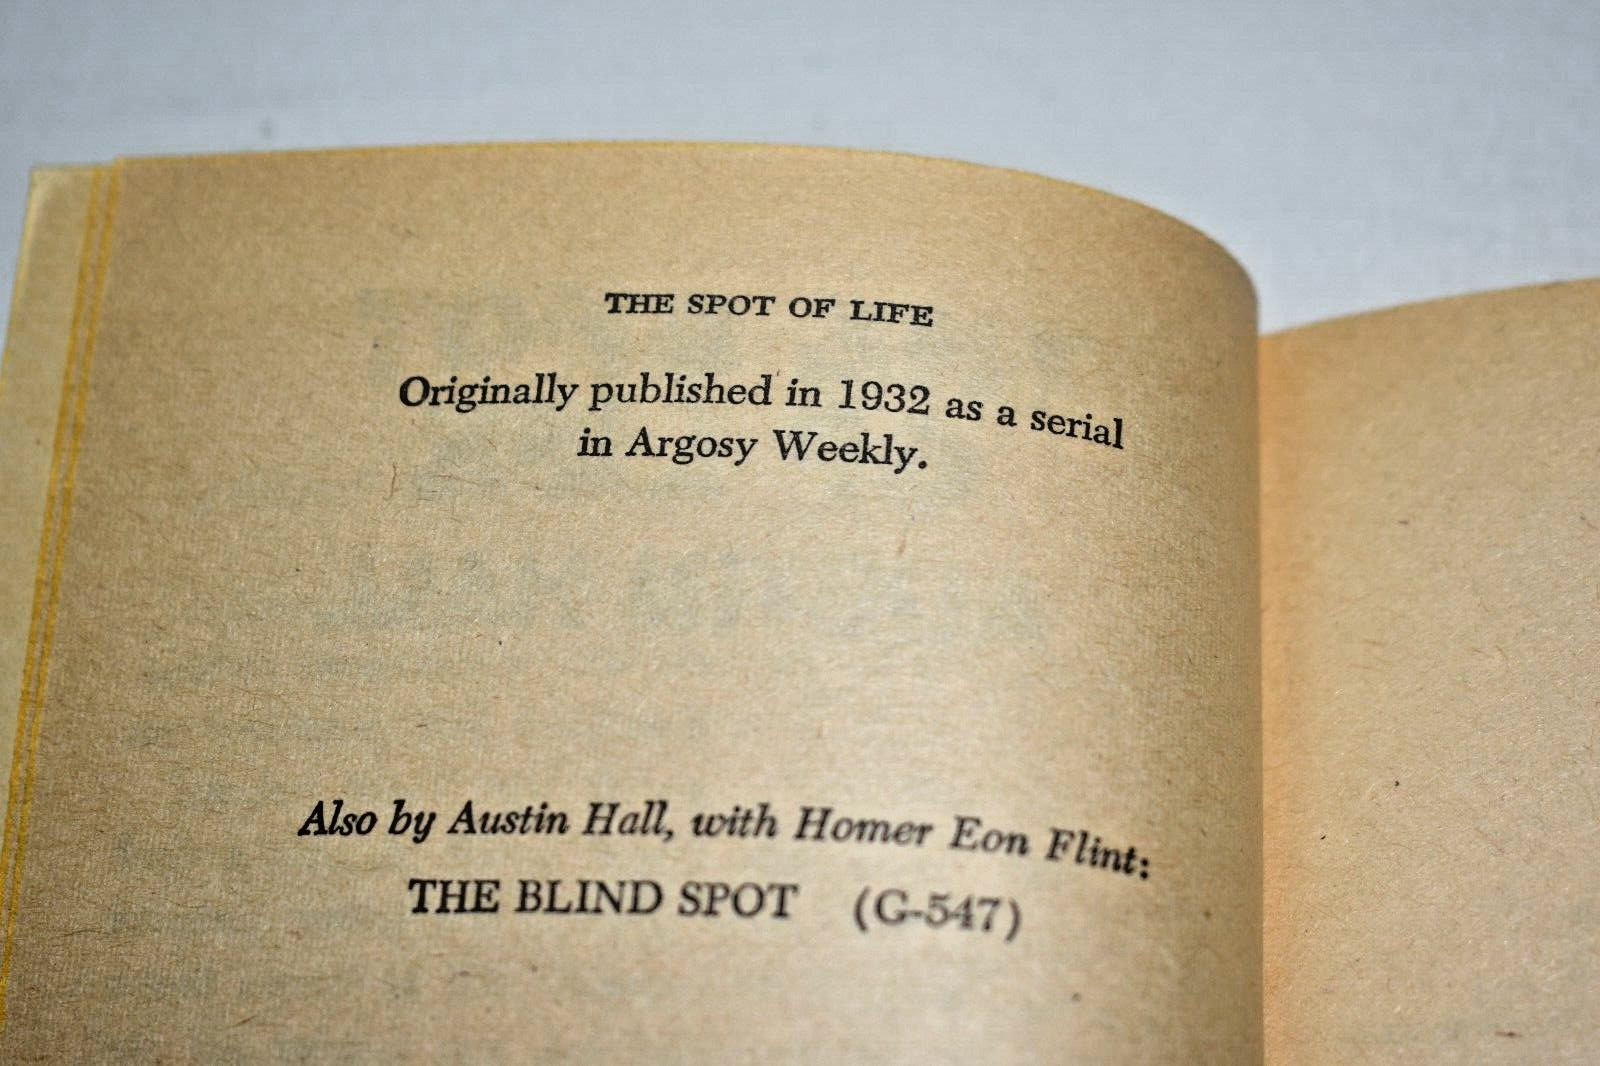 THE SPOT OF LIFE
Originally published in 1932 as a serial
in Argosy Weekly.
Also by Austin Hall, with Homer Eon Flint:
THE BLIND SPOT (G-547)